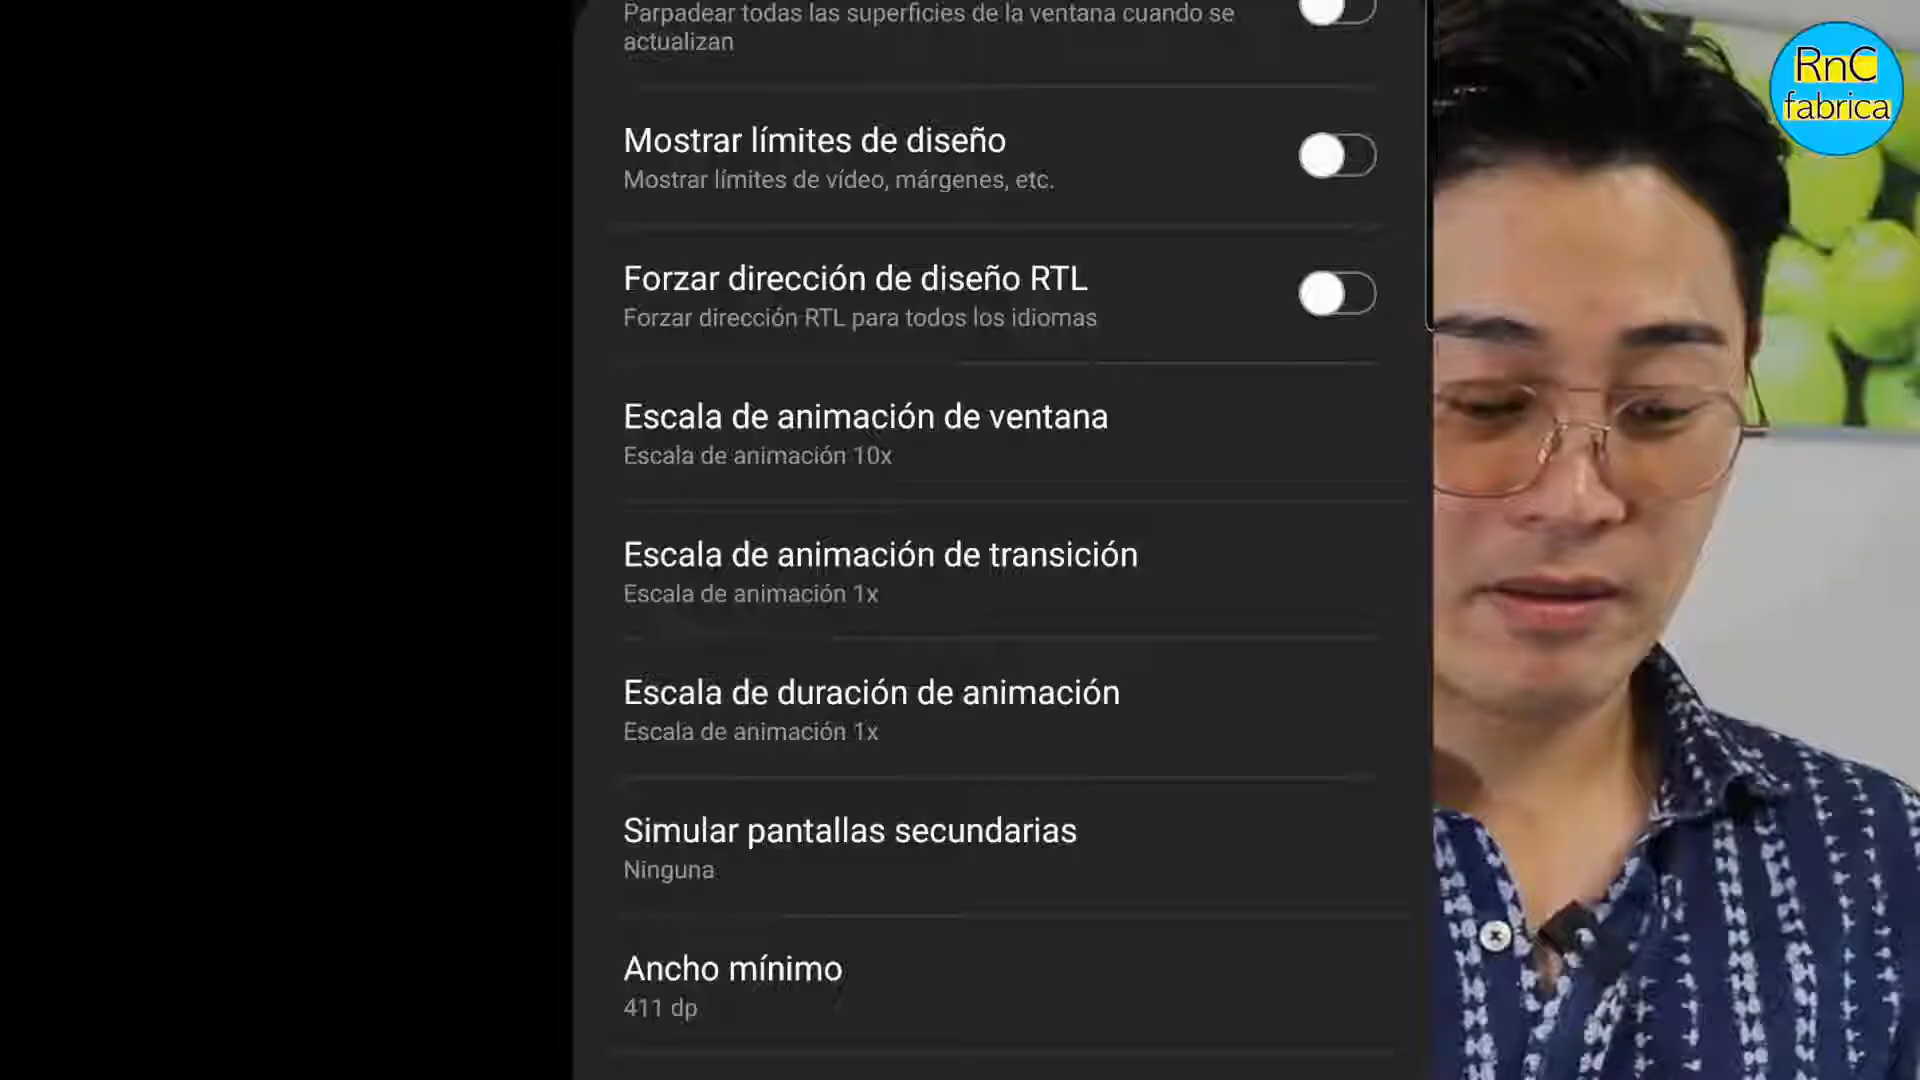 Parpadear todas las superficies de la ventana cuando se
actualizan
Mostrar límites de diseño
Mostrar límites de vídeo, márgenes, etc.
Forzar dirección de diseño RTL
Forzar dirección RTL para todos los idiomas
Escala de animación de ventana
Escala de animación 10x
Escala de animación de transición
Escala de animación 1x
Escala de duración de animación
Escala de animación 1x
Simular pantallas secundarias
Ninguna
Ancho mínimo
411 dp
RnC
fabrica